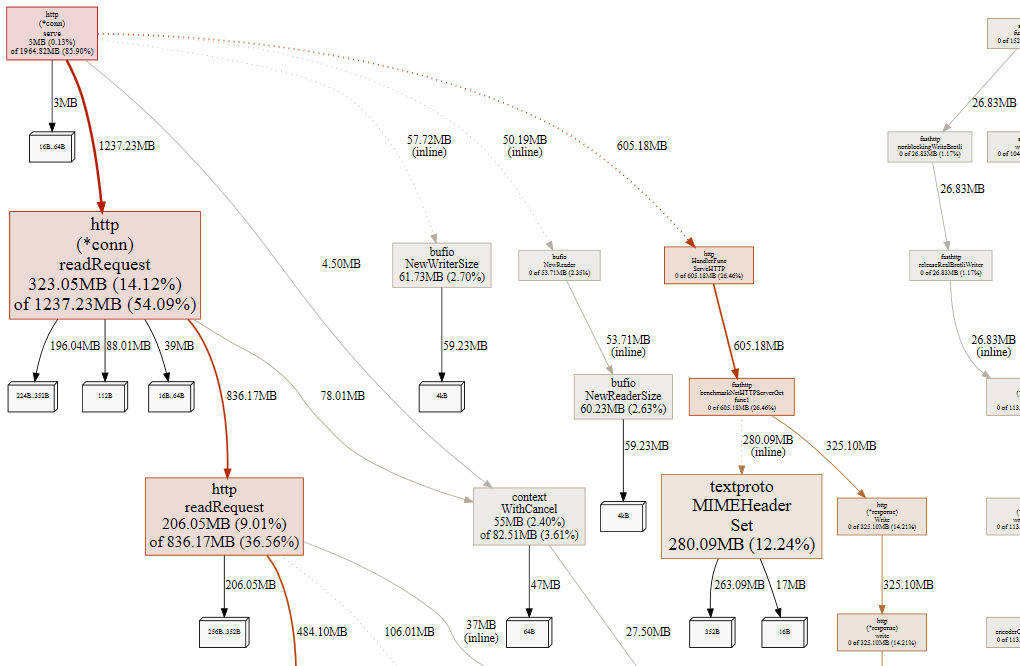 http
(*conn)
serve
3MB (0.13%)
of 1964.82MB (85.90%)
26.83MB
3MB
16B..64B
1237.23MB
57.72MB
(inline)
50.19MB
(inline)
605.18MB
fasthttp
nonblockingWriteBrotli
0 of 26.83MB (1.17%)
26.83MB
http
(*conn)
readRequest
323.05MB (14.12%)
of 1237.23MB (54.09%)
4.50MB
bufio
NewWriterSize
61.73MB (2.70%)
bufio
NewReader
0 of 53.71MB (2.35%)
http
HandlerFunc
ServeHTTP
0 of 605.18MB (26.46%)
fasthttp
releaseRealBrotliWriter
0 of 26.83MB (1.17%)
196.04MB
88.01MB
39MB
59.23MB
53.71MB
(inline)
605.18MB
26.83MB
(inline)
224B..352B
112B
16B..64B
836.17MB
78.01MB
4kB
bufio
NewReaderSize
60.23MB (2.63%)
fasthttp
benchmarkNetHTTPServerGet
func1
0 of 605.18MB (26.46%)
59.23MB
280.09MB
(inline)
325.10MB
http
readRequest
206.05MB (9.01%)
of 836.17MB (36.56%)
context
WithCancel
55MB (2.40%)
of 82.51MB (3.61%)
4kB
textproto
MIMEHeader
Set
280.09MB (12.24%)
http
(*response)
Write
0 of 325.10MB (14.21%)
206.05MB
47MB
263.09MB
17MB
325.10MB
256B..352B
484.10MB
106.01MB
37MB
(inline)
64B
27.50MB
352B
16B
http
(*response)
write
0 of 325.10MB (14.21%)